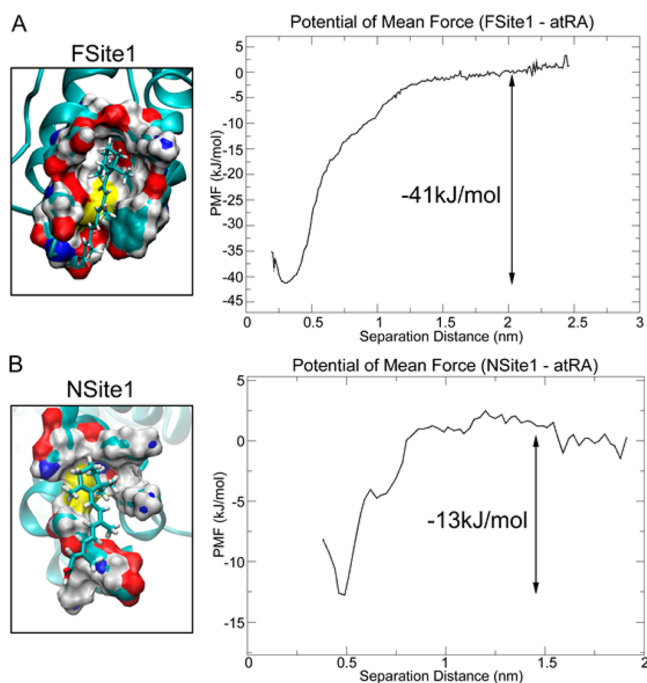 A
FSite1
Potential of Mean Force (FSite1 - atRA)
PMF (kJ/mol)
5
0
-5
-10
-15
-20
-25
-30
-35
-40
-45
-41kJ/mol
0 0.5 1 1.5 2 2.5 3
Separation Distance (nm)
B
NSite1
Potential of Mean Force (NSite1 - atRA)
PMF (kJ/mol)
5
0
-5
-10
-15
-13kJ/mol
0 0.5 1 1.5 2
Separation Distance (nm)